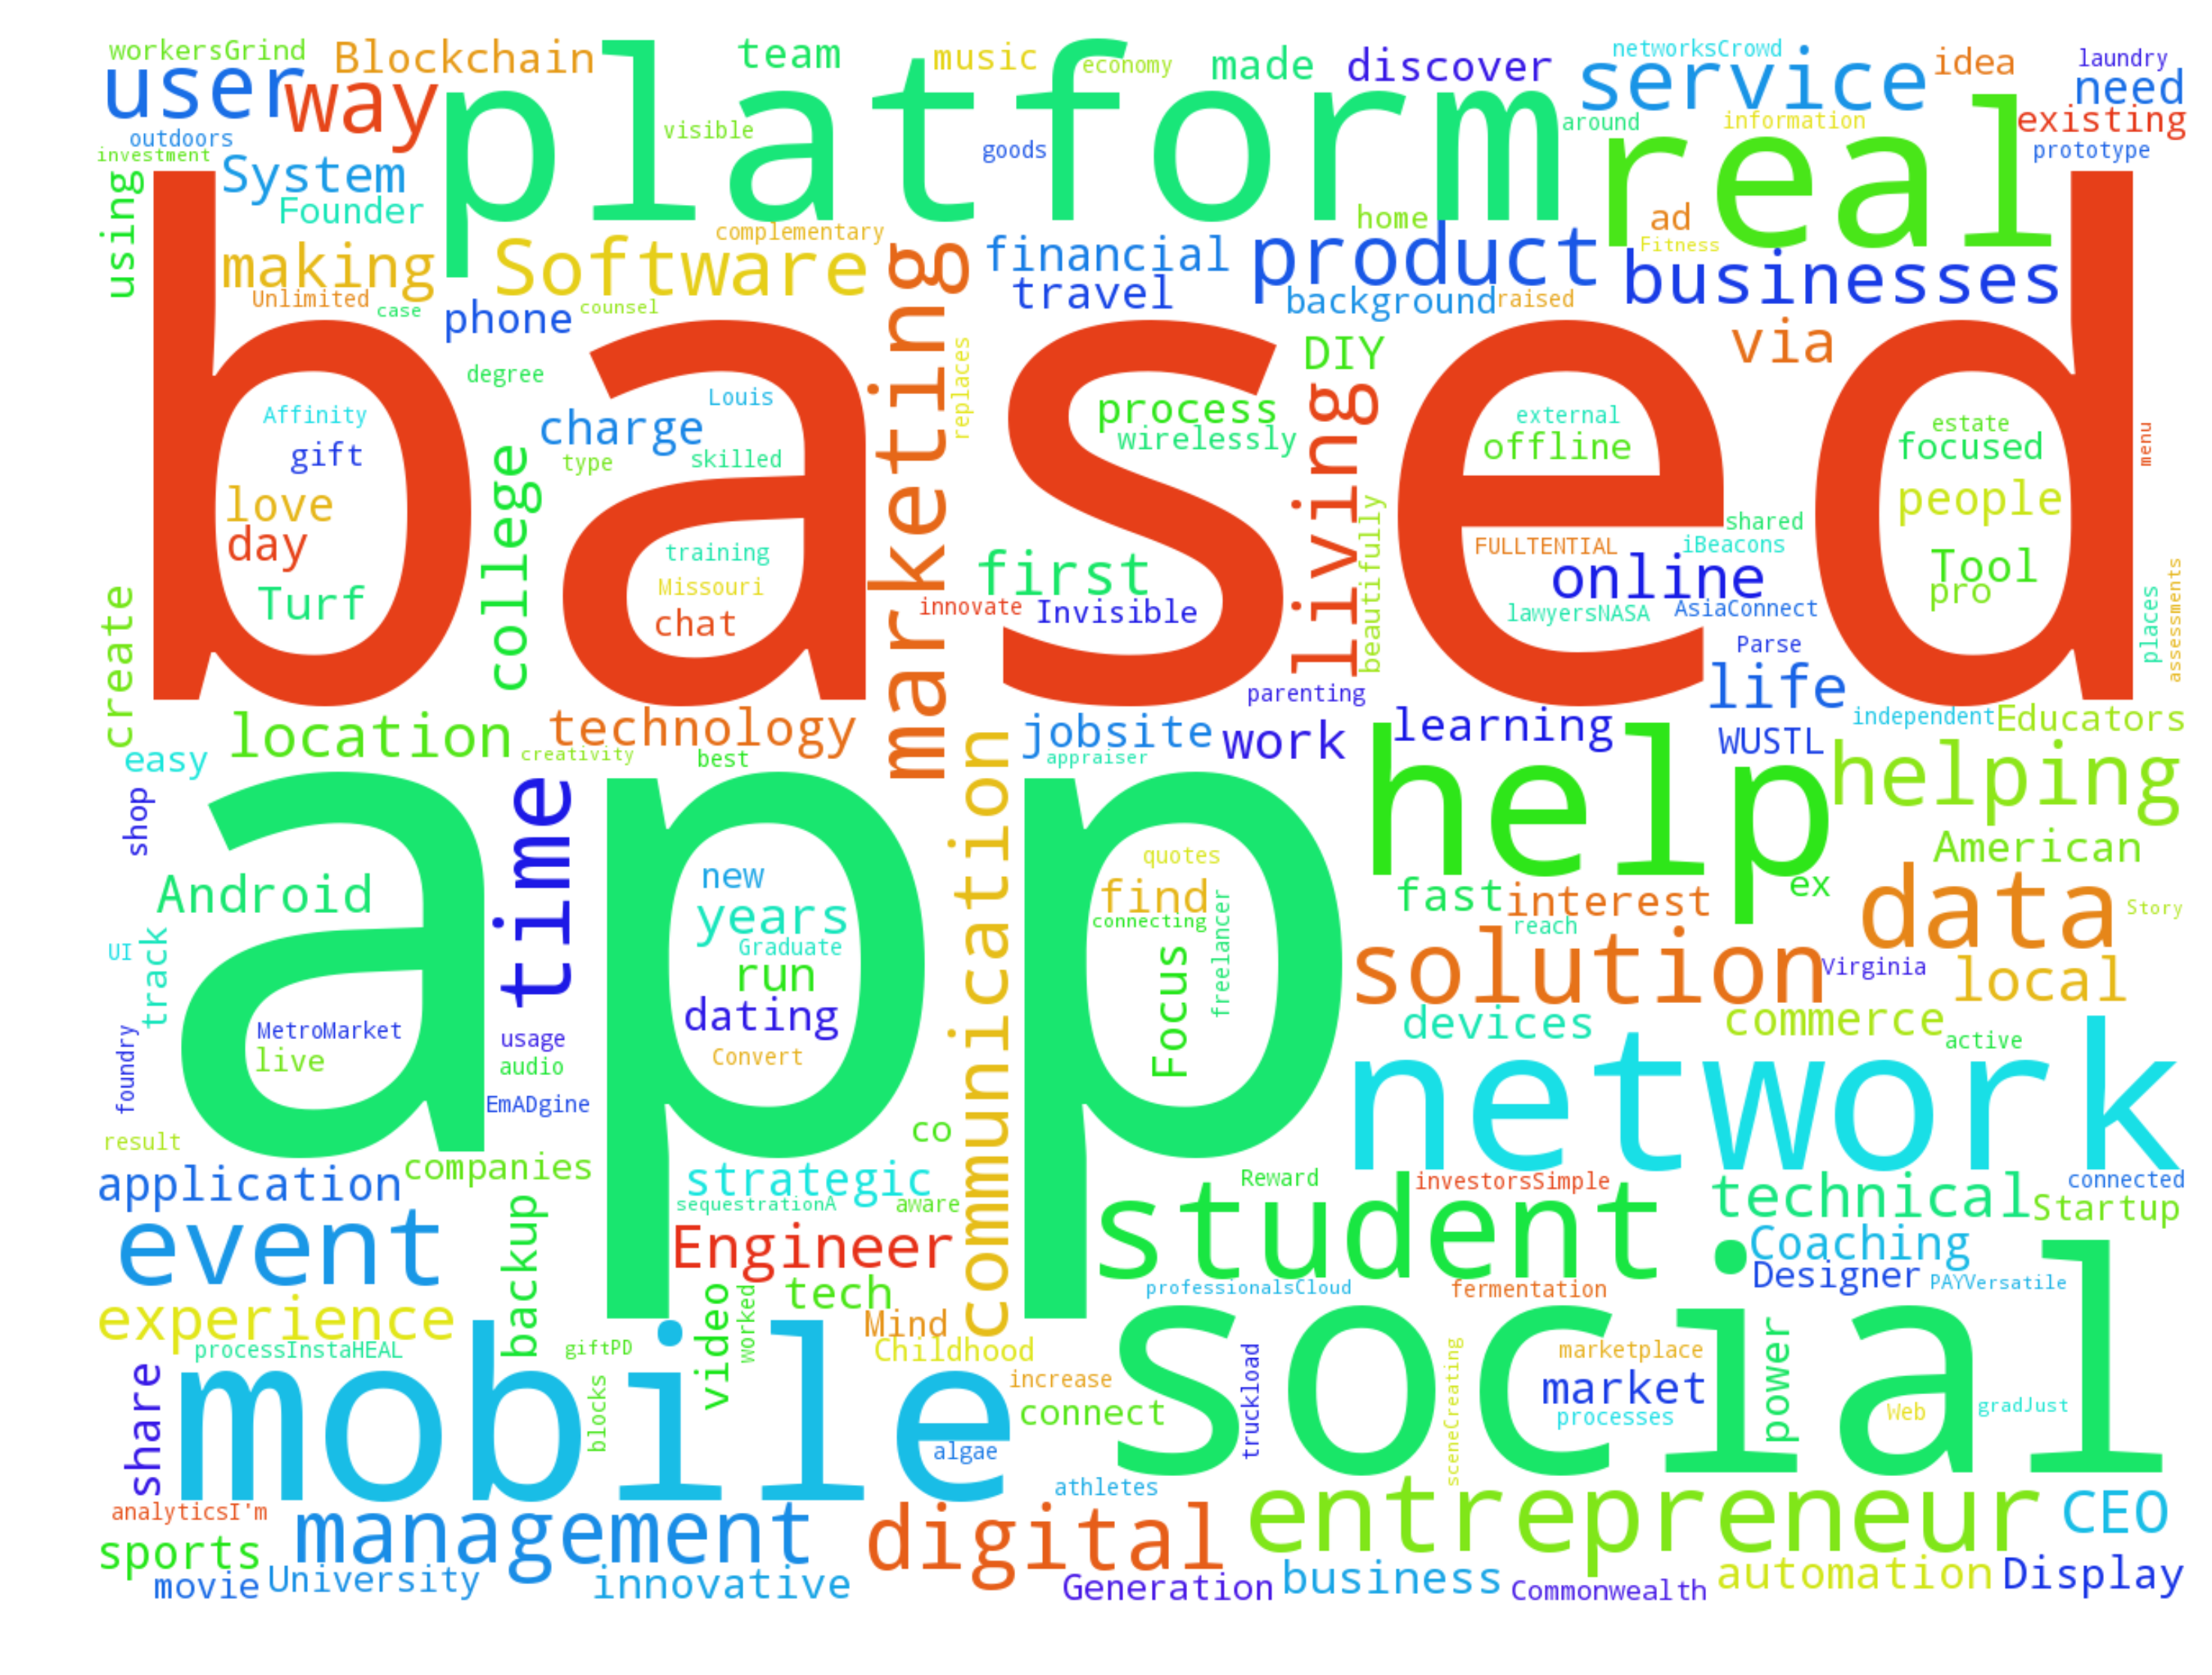 workersGrind
Blockchain
team
music
economy
made
discover
networksCrowd
service
idea
laundry
need
user
way
platform
visible
goods
around
information
existing
outdoors
prototype
investment
using
System
real
Founder
complementary
home
ad
Fitness
making
Software
marketing
financial
product
businesses
Unlimited
case
phone
counsel
travel
background
raised
via
degree
replaces
DIY
based
Affinity
gift
love
day
Turf
college
charge
Louis
type
skilled
training
Missouri
chat
process
wirelessly
living
beautifully
first
innovate
Invisible
external
offline
FULLTENTIAL
iBeacons
shared
online
lawyersNASA
AsiaConnect
Parse
estate
focused
people
Tool
pro
menu
places
assessments
create
parenting
life
location
technology
creativity
best
jobsite
appraiser
work
learning
WUSTL
independent
Educators
easy
shop
time
communication
help
helping
app
Android
new
years
Graduate
run
dating
Convert
quotes
find
connecting
Focus
freelancer
fast
interest
ex
reach
American
data
Story
UI
track
solution
Virginia
local
foundry
MetroMarket
live
usage
audio
EmADgine
devices
commerce
active
network
result
co
application
companies
strategic
sequestrationA
aware
Reward
investorsSimple
technical
connected
Startup
event
backup
Engineer
student
Coaching
Designer
PAYVersatile
experience
tech
video
worked
Mind
Childhood
professionalsCloud
fermentation
processInstaHEAL
giftPD
blocks
share
mobile
increase
connect
algae
truckload
social
sceneCreating
marketplace
market
processes
power
Web
gradJust
athletes
analyticsI'm
management
digital
entrepreneur
CEO
sports
movie
University
innovative
Generation
business
Commonwealth
automation
Display